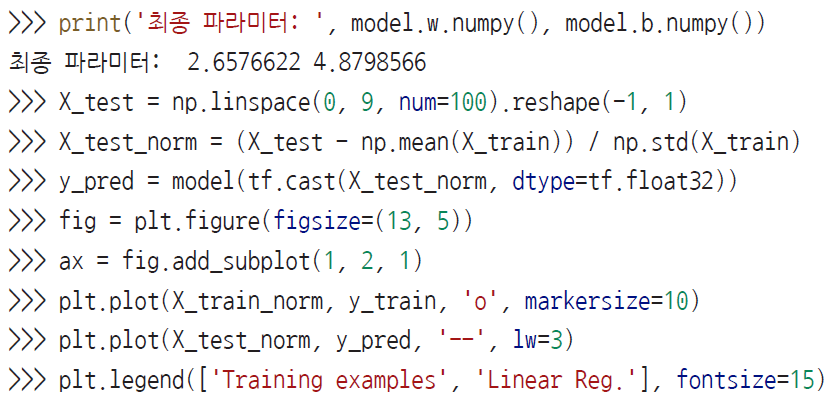 >>> print('최종 파라미터: ', model.w.numpy(), model.b.numpy())
최종 파라미터:  2.6576622 4.8798566
>>> X_test = np.linspace(0, 9, num=100).reshape(-1, 1)
>>> X_test_norm = (X_test - np.mean(X_train)) / np.std(X_train)
>>> y_pred = model(tf.cast(X_test_norm, dtype=tf.float32))
>>> fig = plt.figure(figsize=(13, 5))
>>> ax = fig.add_subplot(1, 2, 1)
>>> plt.plot(X_train_norm, y_train, 'o', markersize=10)
>>> plt.plot(X_test_norm, y_pred, '--', lw=3)
>>> plt.legend(['Training examples', 'Linear Reg.'], fontsize=15)